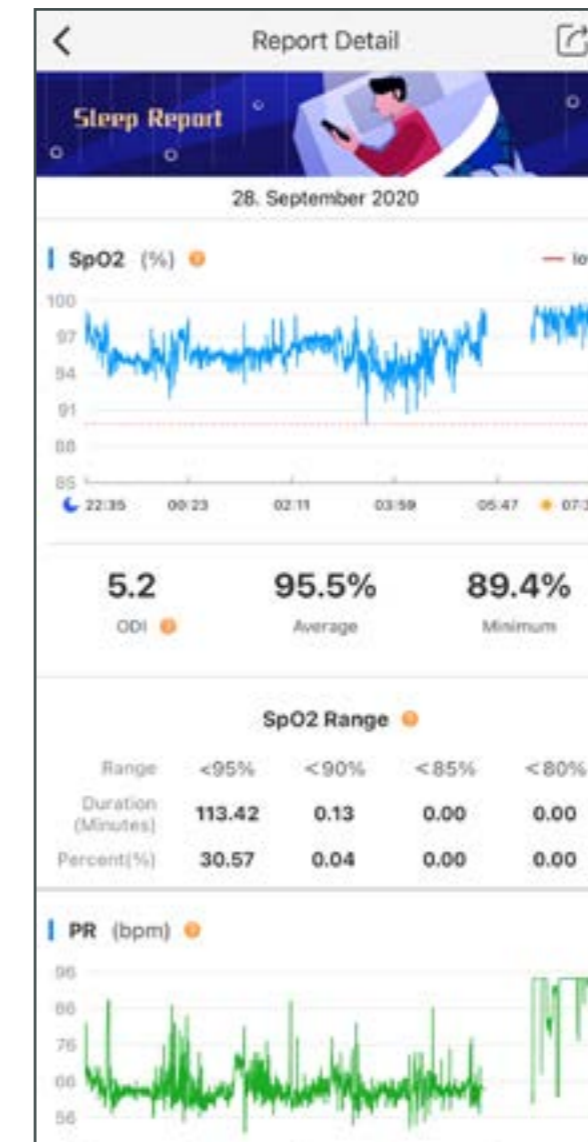 Report Detail
Sleep Report
28. September 2020
SpO2 (%)
100
97
94
91
88
85
22:35 00:23 02:11 03:59 05:47
5.2 95.5% 89.4%
ODI Average Minimum
SpO2 Range
Range <95% <90% <85% <80%
Duration
(Minutes) 113.42 0.13 0.00 0.00
Percent(%) 30.57 0.04 0.00 0.00
PR (bpm)
96
86
76
66
56